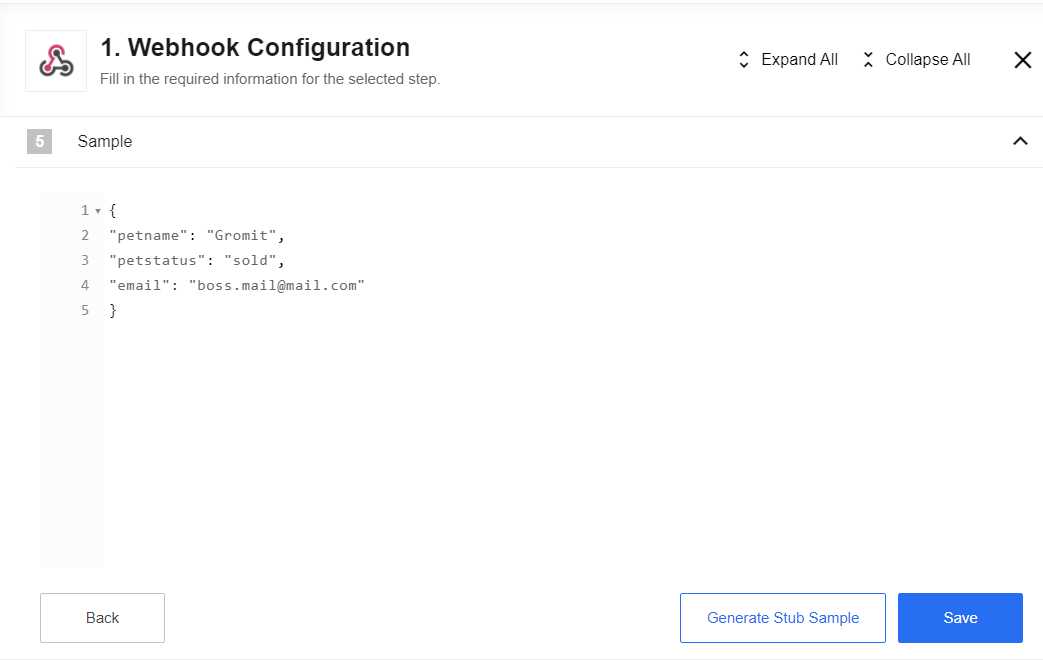 1. Webhook Configuration
Fill in the required information for the selected step.
Expand All
Collapse All
5 Sample
1 {
2 "petname": "Gromit",
3 "petstatus": "sold",
4 "email": "boss.mail@mail.com"
5 }
Back
Generate Stub Sample
Save